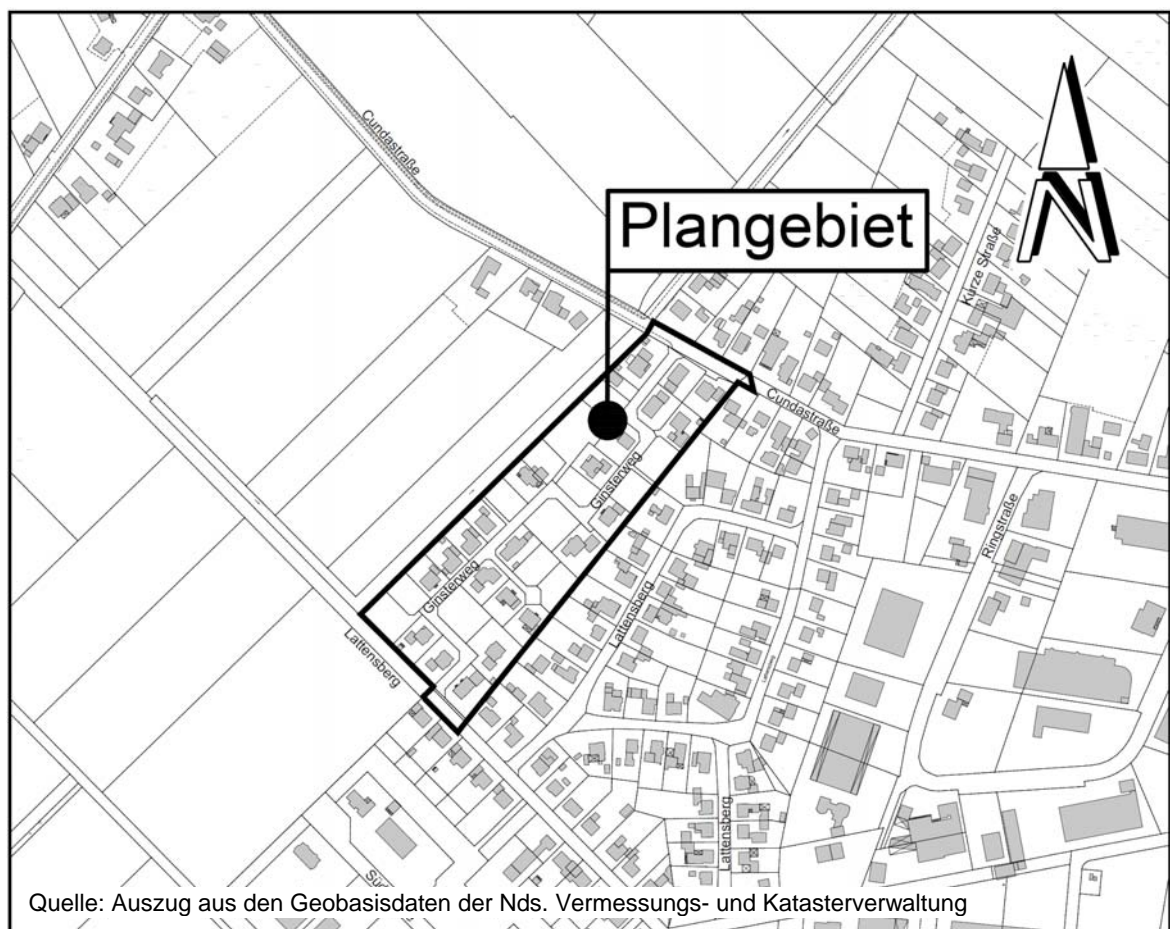 Cundastraße
Plangebiet
N
Kurze Straße
Cundastraße
Ginsterweg
Ringstraße
Ginsterweg
Lattensberg
Lattensberg
Lattensberg
Quelle: Auszug aus den Geobasisdaten der Nds. Vermessungs- und Katasterverwaltung